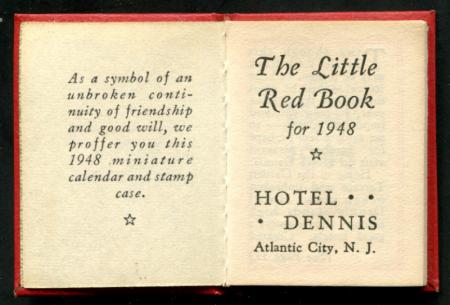 As a symbol of an
unbroken conti-
nuity of friendship
and good will, we
proffer you this
1948 miniature
calendar and stamp
case.
☆
The Little
Red Book
for 1948
☆
HOTEL • •
• DENNIS
Atlantic City, N. J.